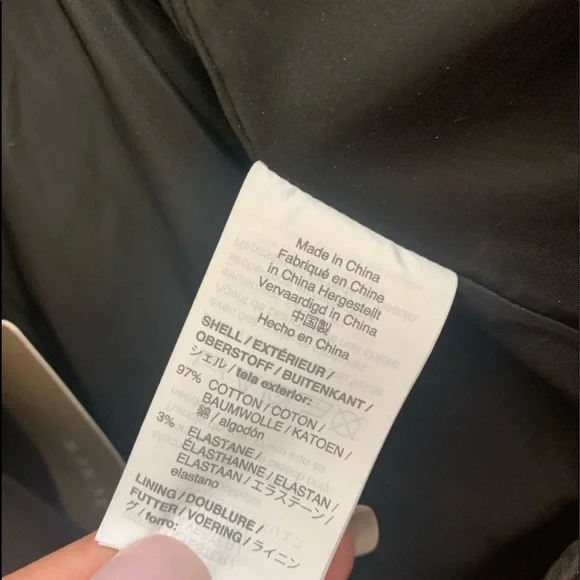 Made in China
Fabriqué en Chine
in China Hergestellt
Vervaardigd in China
中国製
Hecho en China
SHELL / EXTÉRIEUR /
OBERSTOFF / BUITENKANT /
シェル / tela exterior:
97% COTTON / COTON /
BAUMWOLLE / KATOEN /
綿 / algodón
3% ELASTANE /
ÉLASTHANNE / ELASTAN /
ELASTAAN / エラステーン /
elastano
LINING / DOUBLURE /
FUTTER / VOERING / ライニン
グ / forro: